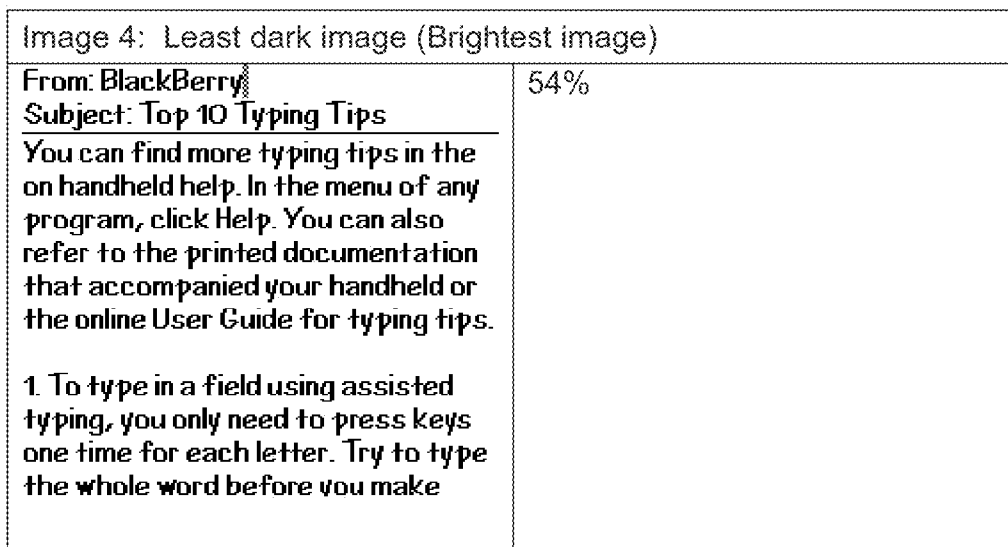 Image 4: Least dark image (Brightest image)
From: BlackBerry
Subject: Top 10 Typing Tips
You can find more typing tips in the
on handheld help. In the menu of any
program, click Help. You can also
refer to the printed documentation
that accompanied your handheld or
the online User Guide for typing tips.
1. To type in a field using assisted
typing, you only need to press keys
one time for each letter. Try to type
the whole word before you make
54%